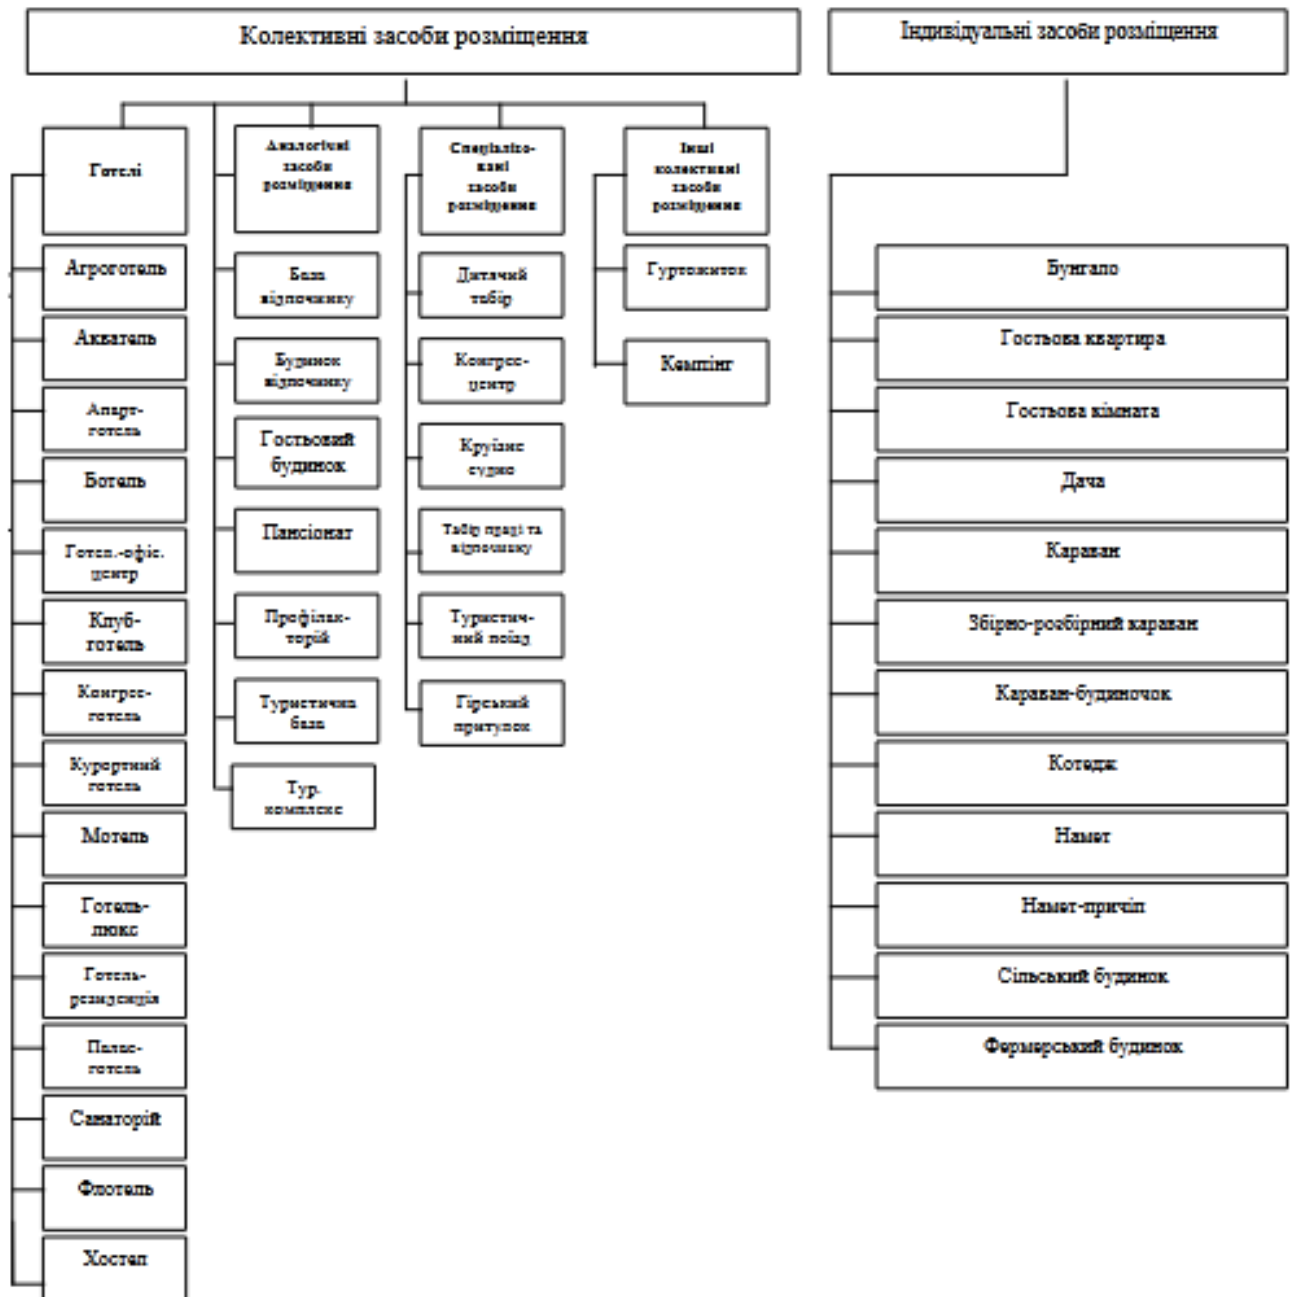 Колективні засоби розміщення
Індивідуальні засоби розміщення
Готелі
Агроготель
Акватель
Апарт-
готель
Ботель
Готел.-офіс.
центр
Клуб-
готель
Конгрес-
готель
Курортний
готель
Мотель
Готель-
люкс
Готель-
резиденція
Палас-
готель
Санаторій
Флотель
Хостел
Аналогічні
засоби
розміщення
База
відпочинку
Будинок
відпочинку
Гостьовий
будинок
Пансіонат
Профілак-
торій
Туристична
база
Тур.
комплекс
Спеціалізо-
вані
засоби
розміщення
Дитячий
табір
Конгрес-
центр
Круїзне
судно
Табір праці та
відпочинку
Туристич-
ний поїзд
Гірський
притулок
Інші
колективні
засоби
розміщення
Гуртожиток
Кемпінг
Бунгало
Гостьова квартира
Гостьова кімната
Дача
Караван
Збірно-розбірний караван
Караван-будиночок
Котедж
Намет
Намет-причіп
Сільський будинок
Фермерський будинок